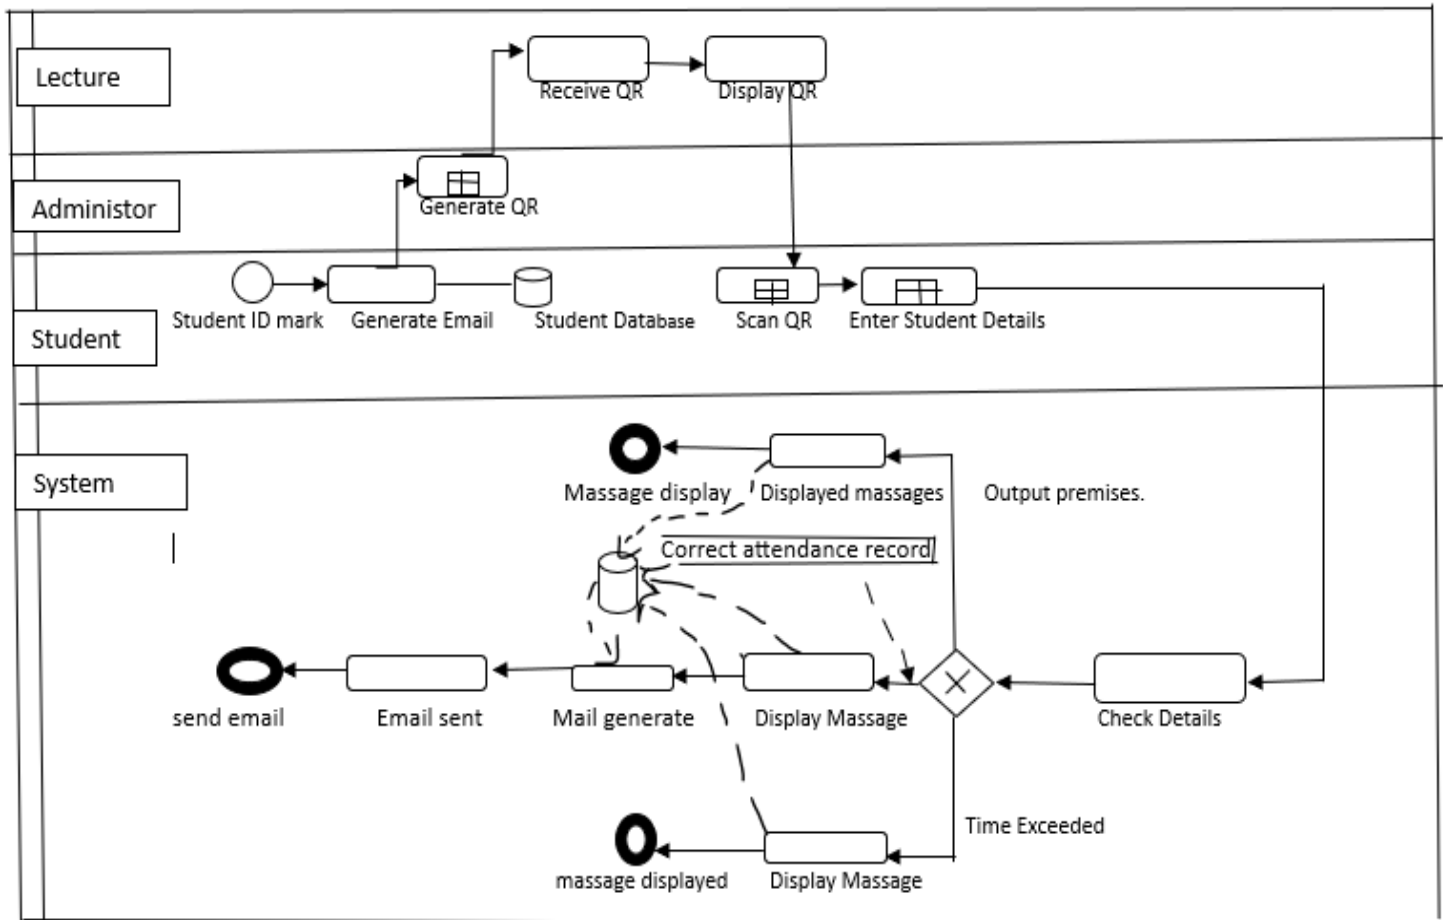 Lecture
Receive QR
Display QR
Administor
Generate QR
Student ID mark
Generate Email
Student Database
Scan QR
Enter Student Details
Student
System
Massage display
Displayed massages
Output premises.
Correct attendance record
send email
Email sent
Mail generate
Display Massage
Check Details
Time Exceeded
massage displayed
Display Massage